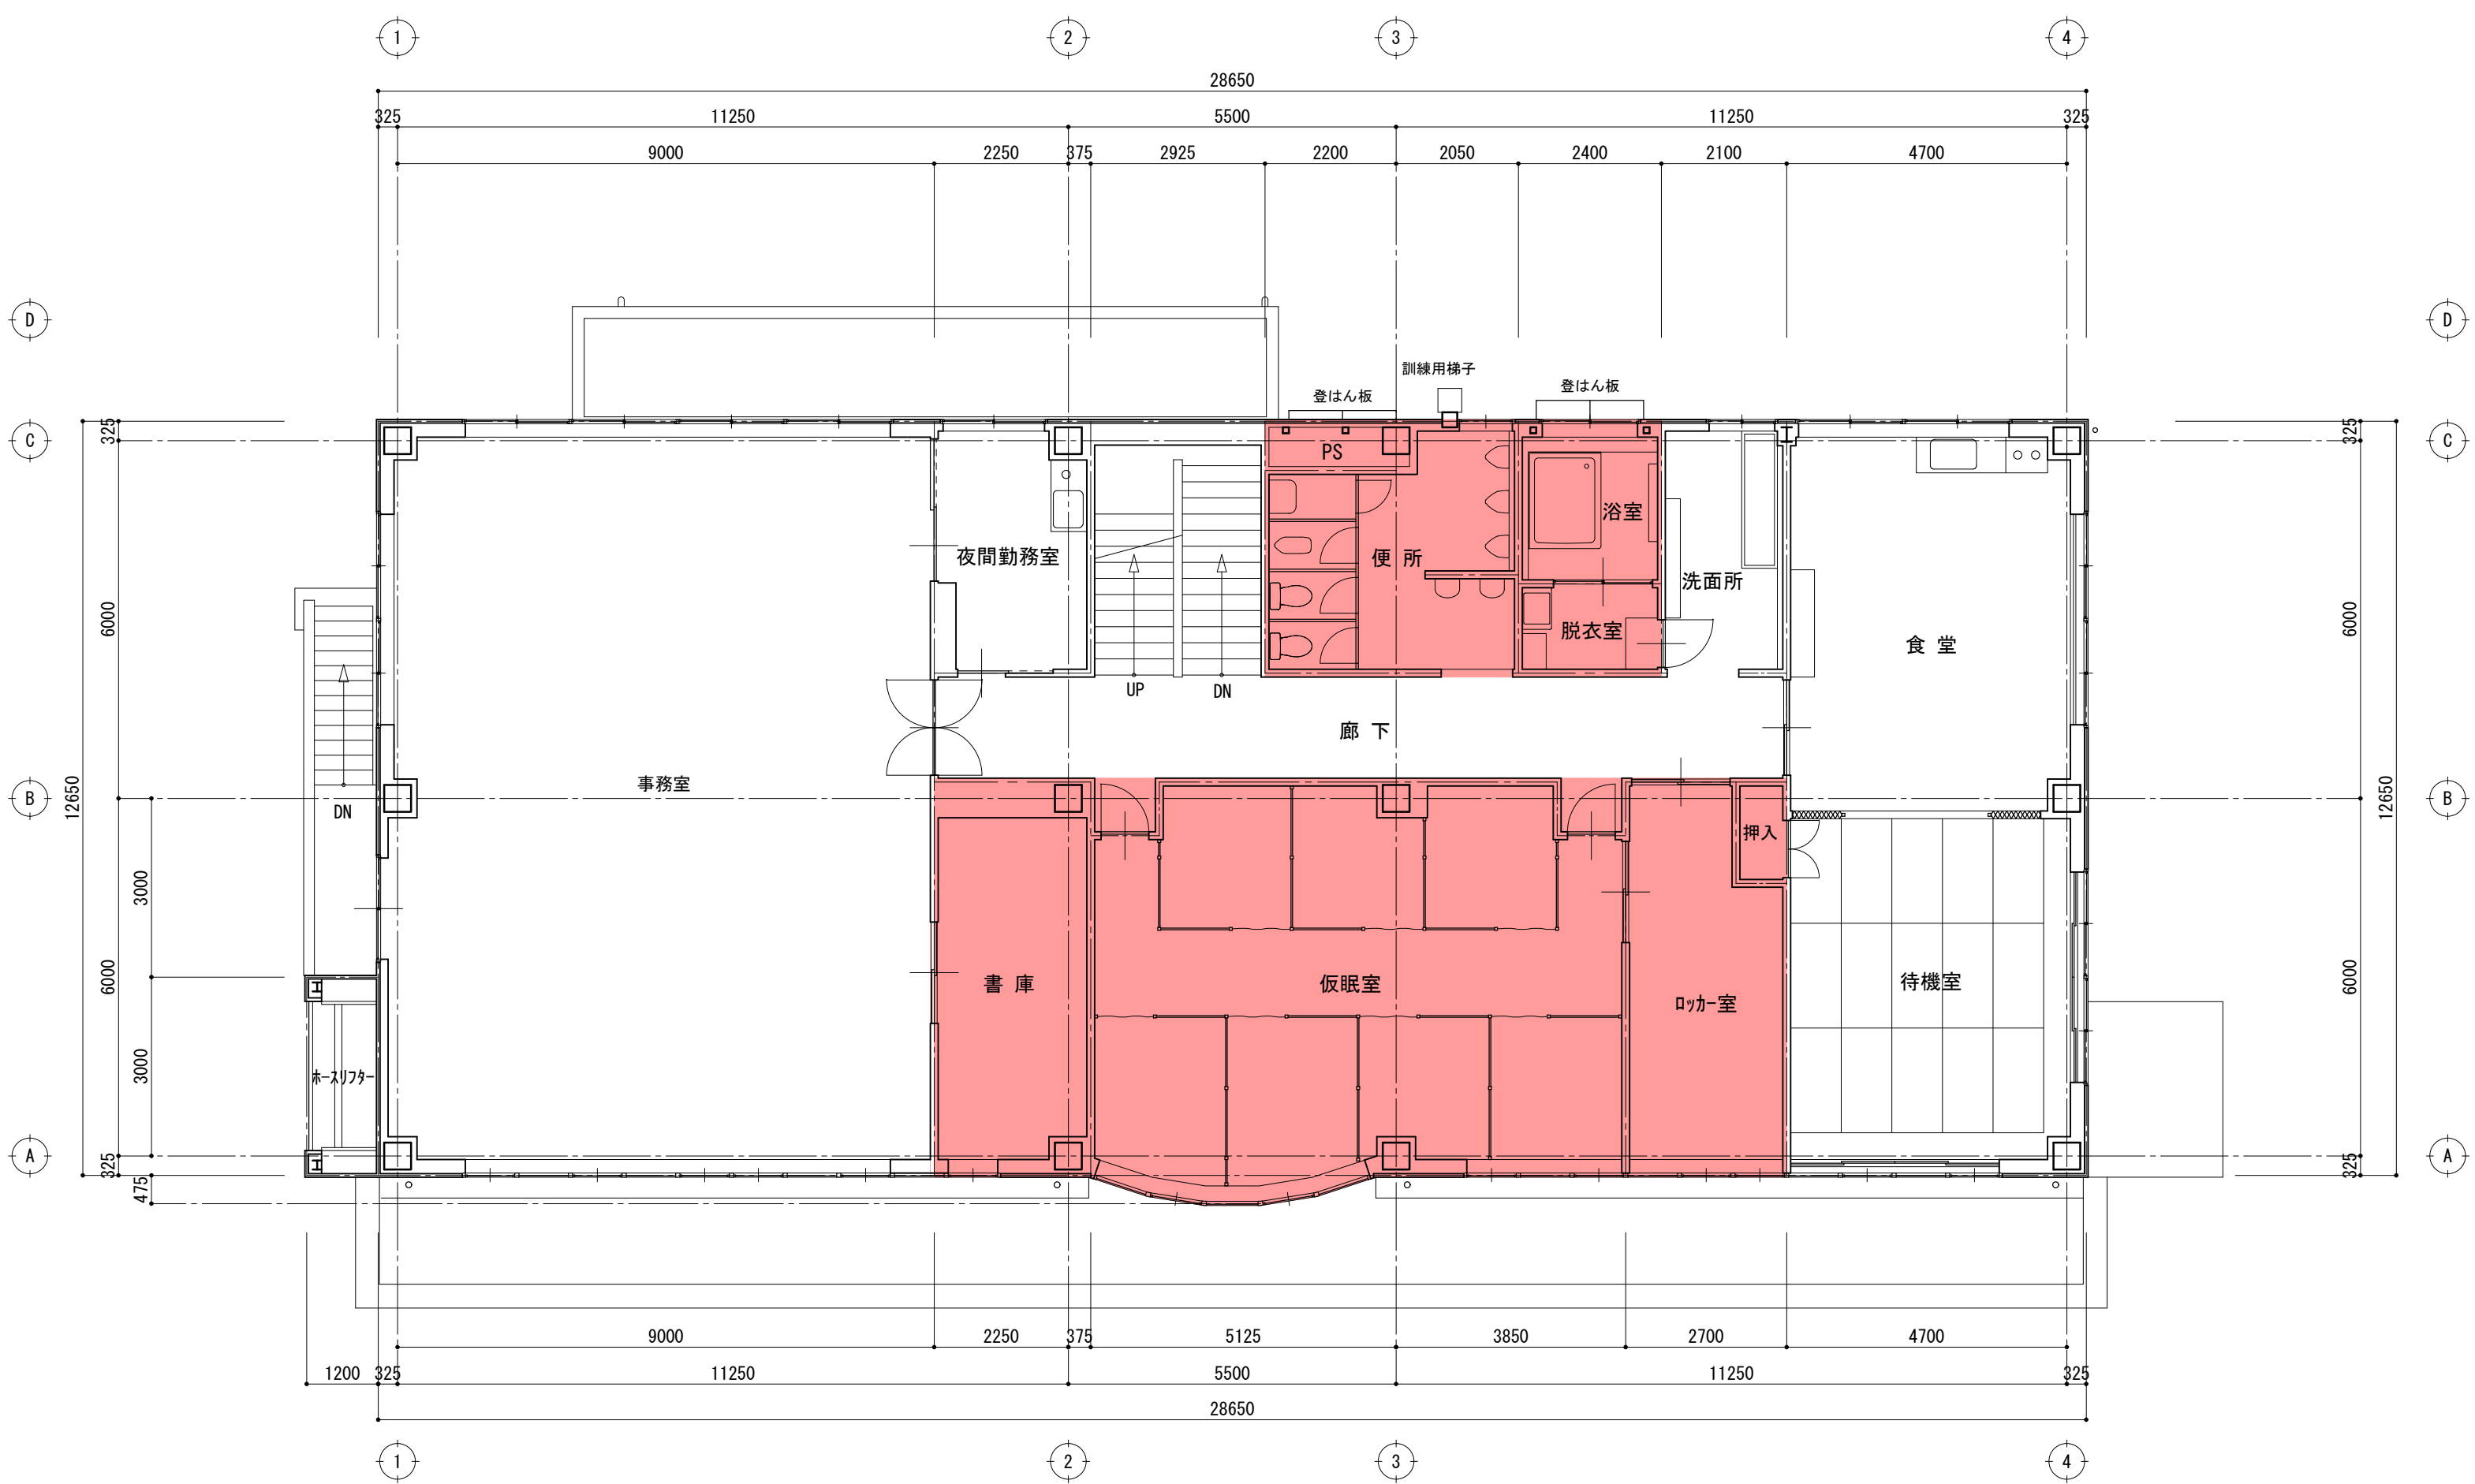 1 2 3 4
28650
325 11250 5500 11250 325
9000 2250 375 2925 2200 2050 2400 2100 4700
D D
訓練用梯子
登はん板 登はん板
C 325 325 C
PS
浴室
夜間勤務室 便 所 洗面所
6000 6000
脱衣室 食 堂
UP DN
廊 下
事務室
B 12650 12650 B
DN
押入
3000
6000 書 庫 仮眠室 ロッカー室 待機室 6000
3000 ホースリフター
A 325 325 A
475
9000 2250 375 5125 3850 2700 4700
1200 325 11250 5500 11250 325
28650
1 2 3 4